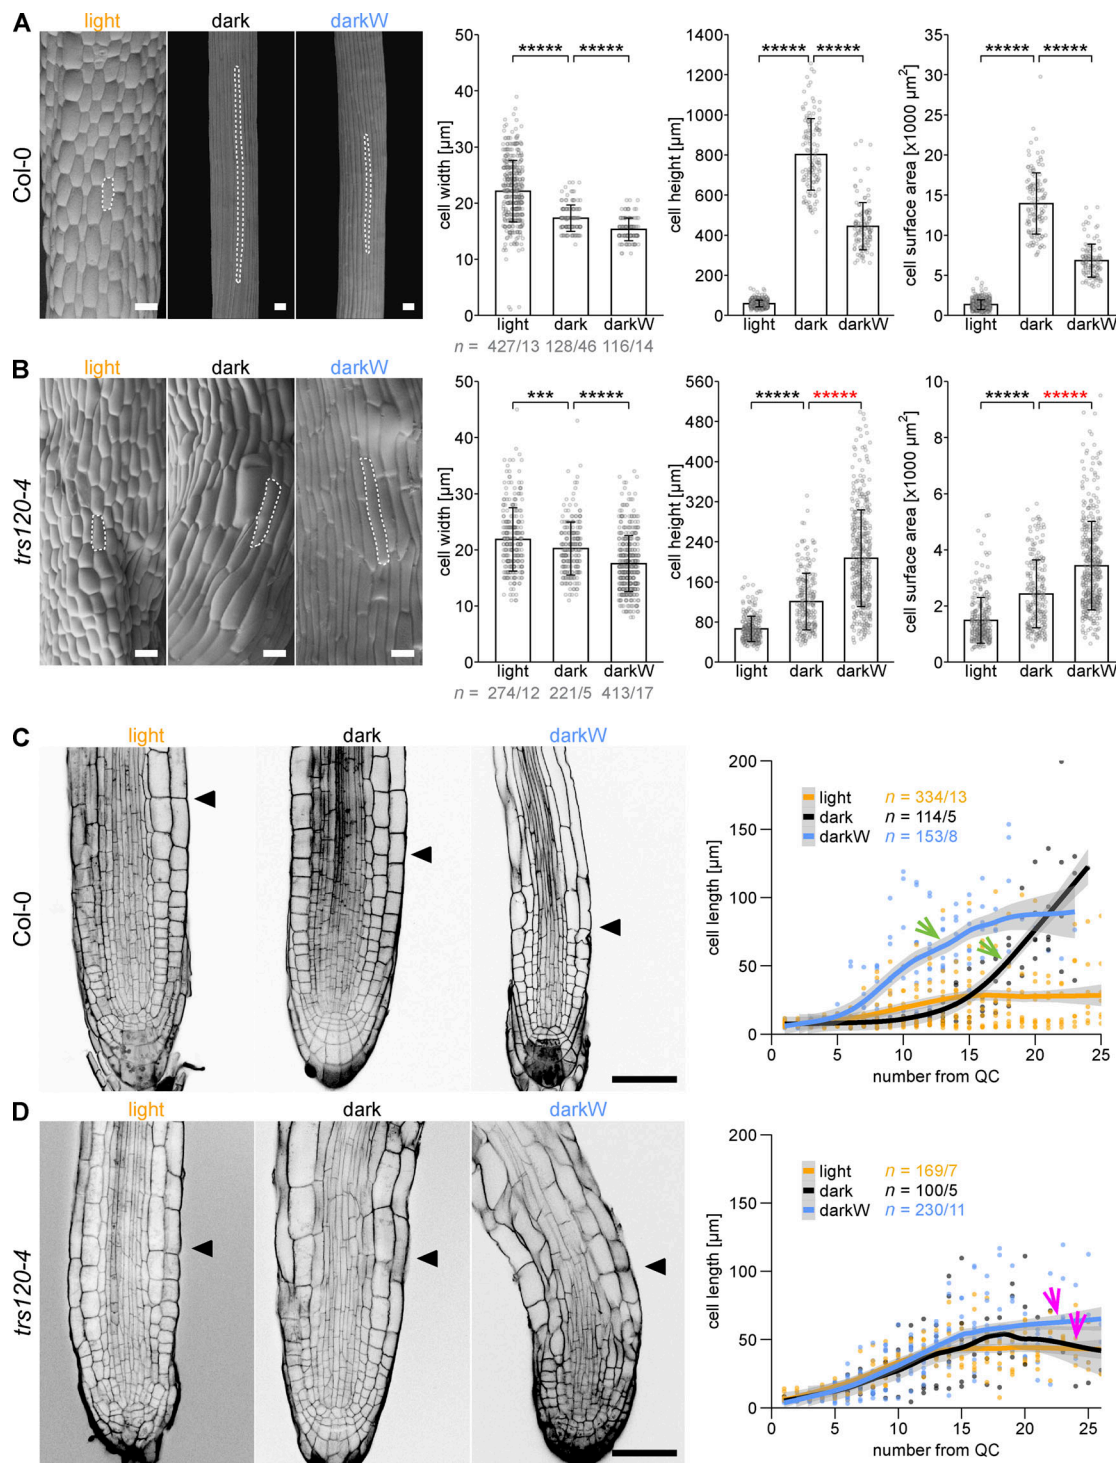 A
light dark darkW
Col-0
50
40
30
20
10
0
cell width [µm]
***** *****
light dark darkW
n = 427/13 128/46 116/14
1400
1200
1000
800
600
400
200
0
cell height [µm]
***** *****
light dark darkW
35
30
25
20
15
10
5
0
cell surface area [x1000 µm²]
***** *****
light dark darkW
B
light dark darkW
trs120-4
50
40
30
20
10
0
cell width [µm]
*** *****
light dark darkW
n = 274/12 221/5 413/17
560
480
400
320
240
160
80
0
cell height [µm]
***** *****
light dark darkW
10
8
6
4
2
0
cell surface area [x1000 µm²]
***** *****
light dark darkW
C
light dark darkW
Col-0
200
150
100
50
0
cell length [µm]
light n = 334/13
dark n = 114/5
darkW n = 153/8
0 5 10 15 20 25
number from QC
D
light dark darkW
trs120-4
200
150
100
50
0
cell length [µm]
light n = 169/7
dark n = 100/5
darkW n = 230/11
0 5 10 15 20 25
number from QC